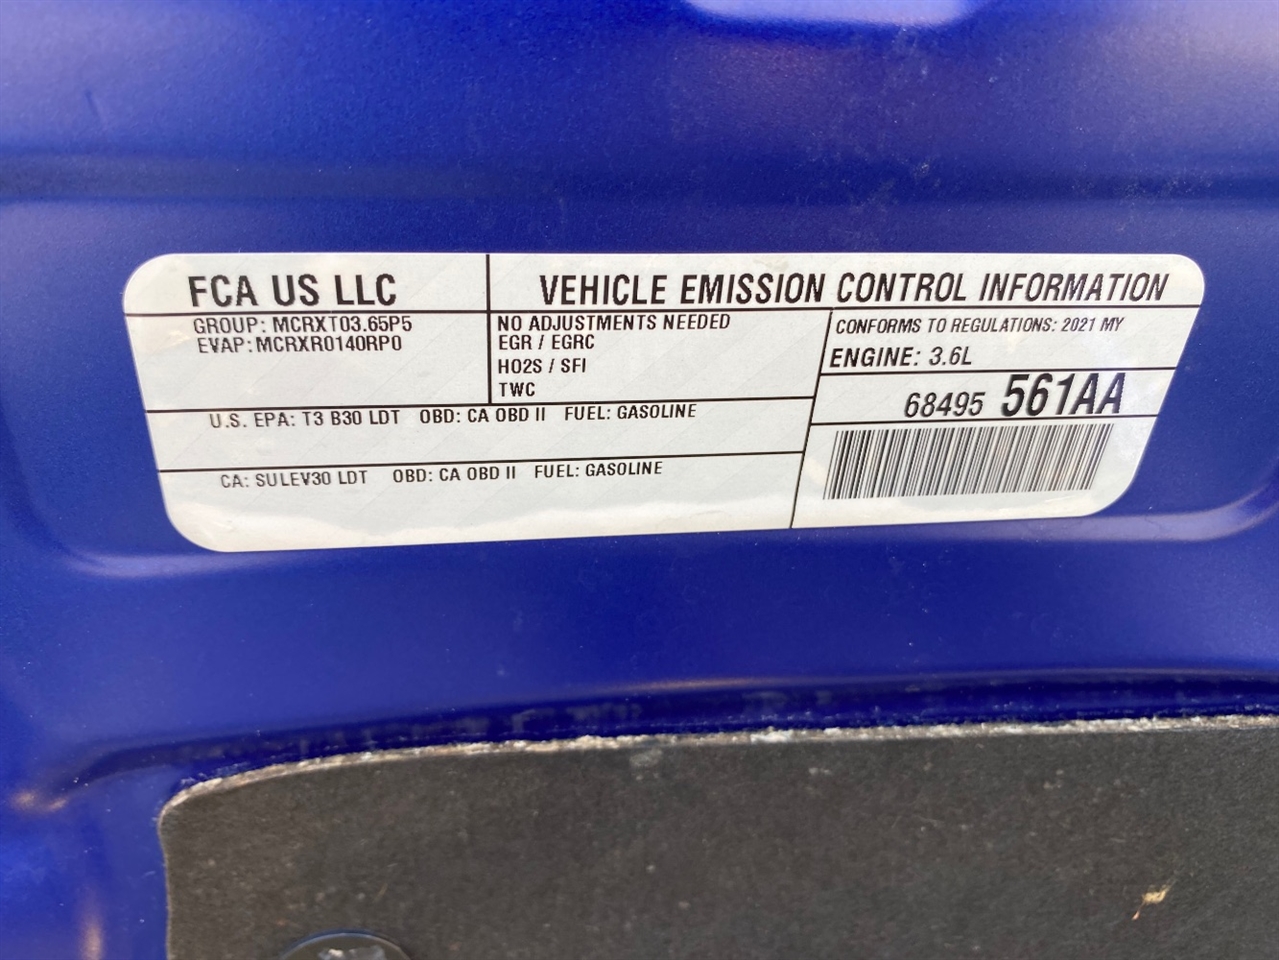 FCA US LLC
VEHICLE EMISSION CONTROL INFORMATION
GROUP: MCRXT03.65P5
EVAP: MCRXR0140RP0
NO ADJUSTMENTS NEEDED
EGR / EGRC
HO2S / SFI
TWC
CONFORMS TO REGULATIONS: 2021 MY
ENGINE: 3.6L
68495 561AA
U.S. EPA: T3 B30 LDT OBD: CA OBD II FUEL: GASOLINE
CA: SULEV30 LDT OBD: CA OBD II FUEL: GASOLINE